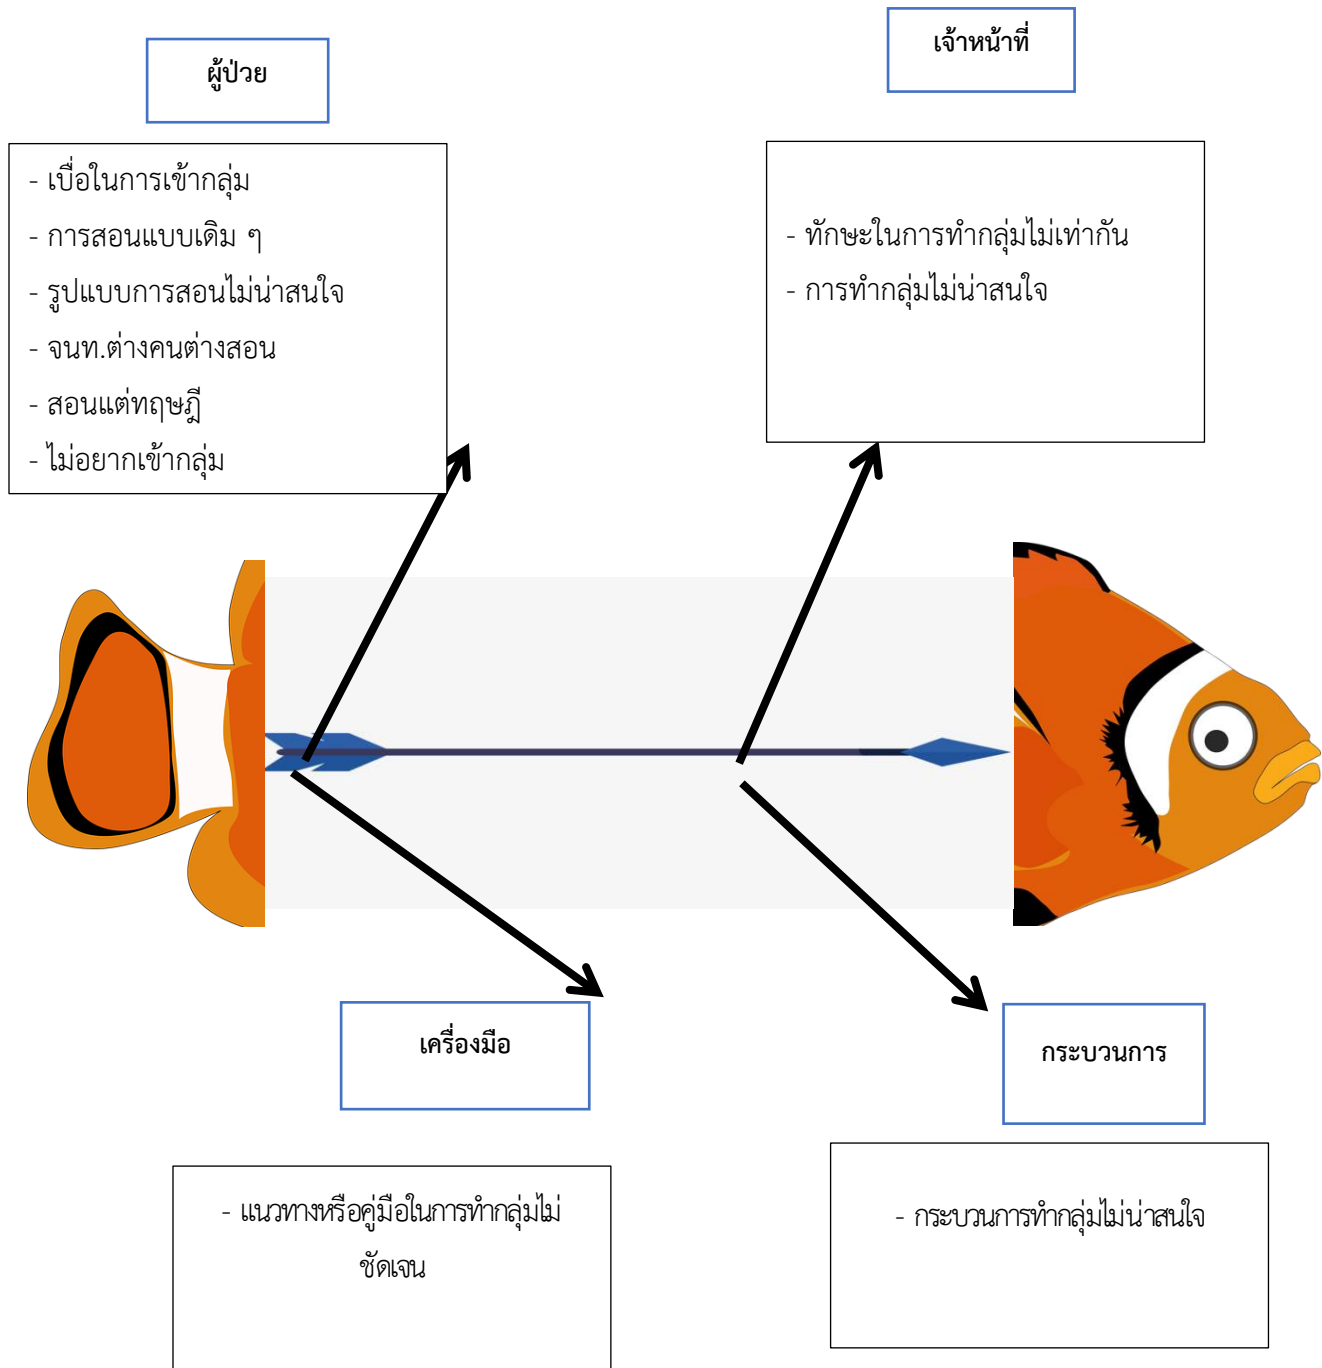 ผู้ป่วย
- เบื่อในการเข้ากลุ่ม
- การสอนแบบเดิม ๆ
- รูปแบบการสอนไม่น่าสนใจ
- จนท.ต่างคนต่างสอน
- สอนแต่ทฤษฎี
- ไม่อยากเข้ากลุ่ม
เจ้าหน้าที่
- ทักษะในการทำกลุ่มไม่เท่ากัน
- การทำกลุ่มไม่น่าสนใจ
เครื่องมือ
- แนวทางหรือคู่มือในการทำกลุ่มไม่
ชัดเจน
กระบวนการ
- กระบวนการทำกลุ่มไม่น่าสนใจ